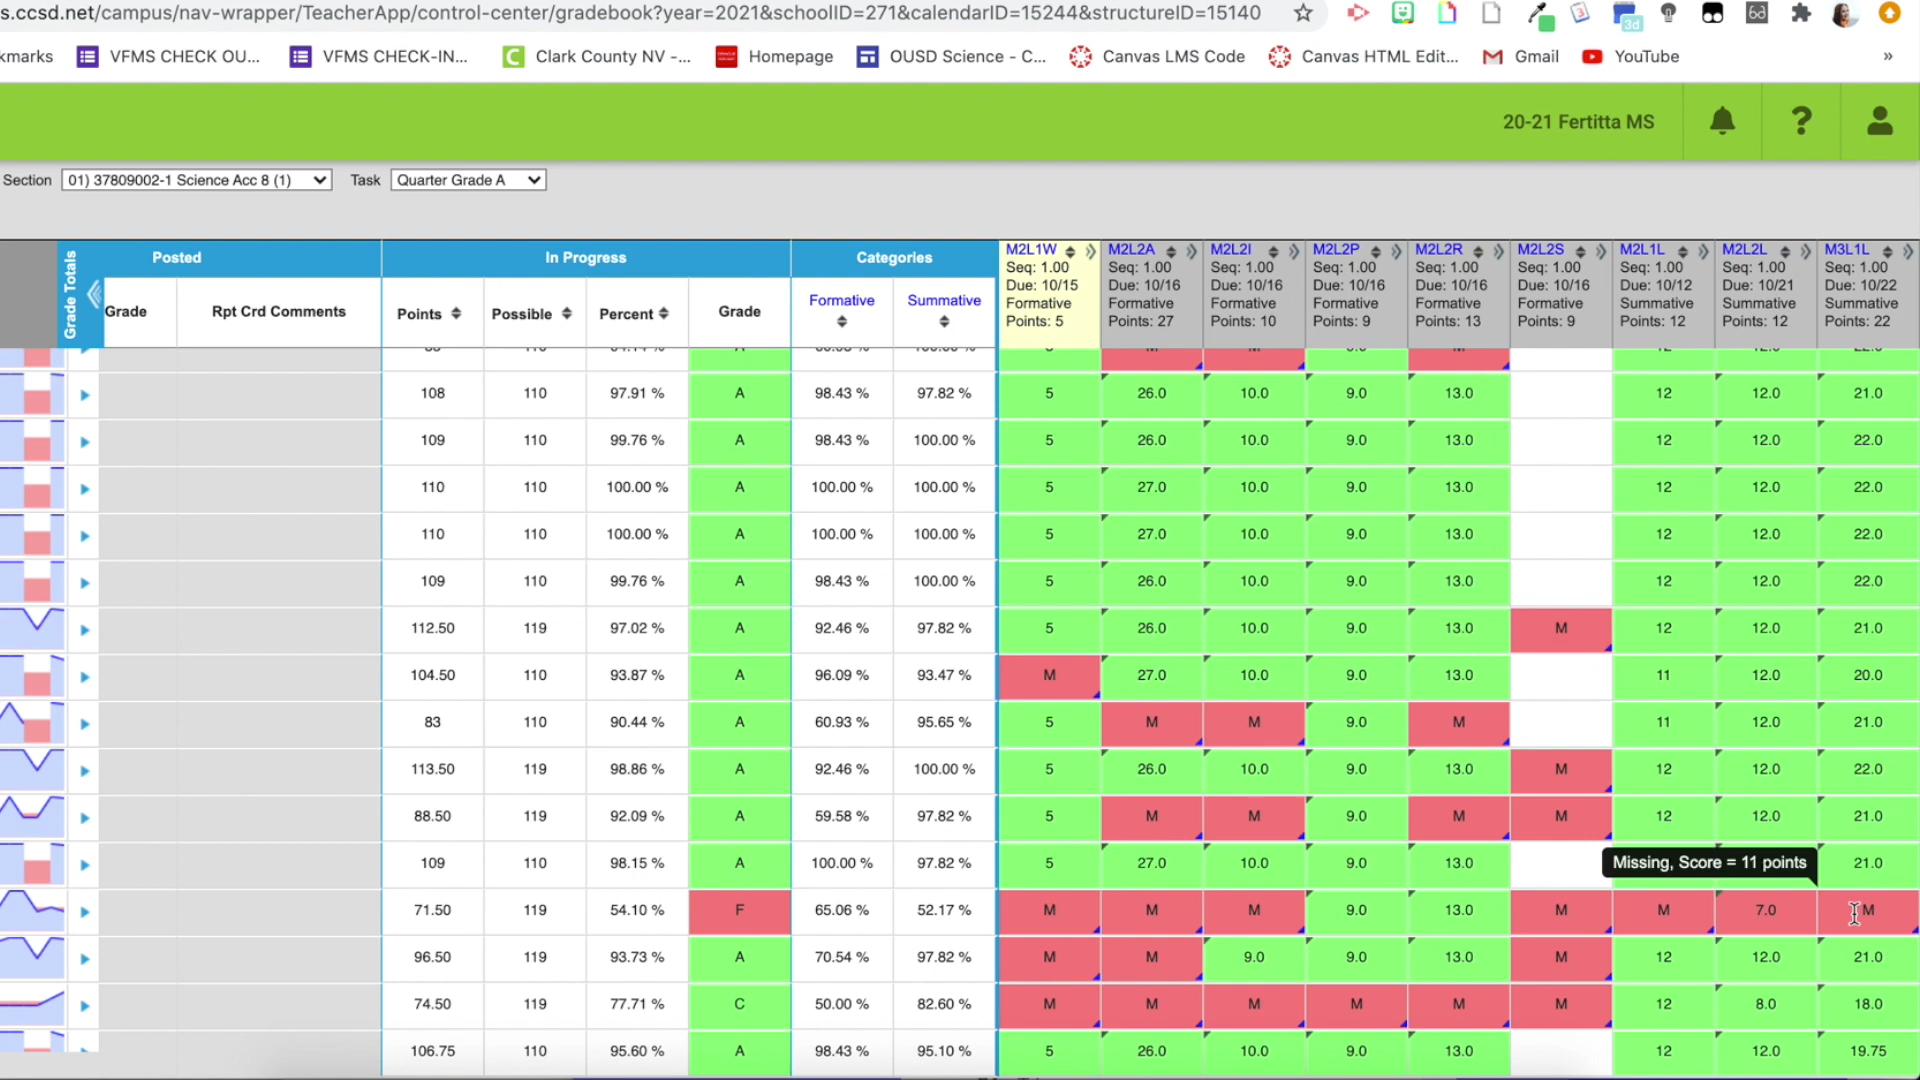 s.ccsd.net/campus/nav-wrapper/TeacherApp/control-center/gradebook?year=2021&schoolID=271&calendarID=15244&structureID=15140
3d
kmarks VFMS CHECK OU... VFMS CHECK-IN... Clark County NV -... Homepage OUSD Science - C... Canvas LMS Code Canvas HTML Edit... Gmail YouTube »
20-21 Fertitta MS ?
Section 01) 37809002-1 Science Acc 8 (1) Task Quarter Grade A
Grade Totals
Posted In Progress Categories
Grade Rpt Crd Comments Points Possible Percent Grade Formative Summative
M2L1W M2L2A M2L2I M2L2P M2L2R M2L2S M2L1L M2L2L M3L1L
Seq: 1.00 Seq: 1.00 Seq: 1.00 Seq: 1.00 Seq: 1.00 Seq: 1.00 Seq: 1.00 Seq: 1.00 Seq: 1.00
Due: 10/15 Due: 10/16 Due: 10/16 Due: 10/16 Due: 10/16 Due: 10/16 Due: 10/12 Due: 10/21 Due: 10/22
Formative Formative Formative Formative Formative Formative Summative Summative Summative
Points: 5 Points: 27 Points: 10 Points: 9 Points: 13 Points: 9 Points: 12 Points: 12 Points: 22
108 110 97.91 % A 98.43 % 97.82 % 5 26.0 10.0 9.0 13.0 12 12.0 21.0
109 110 99.76 % A 98.43 % 100.00 % 5 26.0 10.0 9.0 13.0 12 12.0 22.0
110 110 100.00 % A 100.00 % 100.00 % 5 27.0 10.0 9.0 13.0 12 12.0 22.0
110 110 100.00 % A 100.00 % 100.00 % 5 27.0 10.0 9.0 13.0 12 12.0 22.0
109 110 99.76 % A 98.43 % 100.00 % 5 26.0 10.0 9.0 13.0 12 12.0 22.0
112.50 119 97.02 % A 92.46 % 97.82 % 5 26.0 10.0 9.0 13.0 M 12 12.0 21.0
104.50 110 93.87 % A 96.09 % 93.47 % M 27.0 10.0 9.0 13.0 11 12.0 20.0
83 110 90.44 % A 60.93 % 95.65 % 5 M M 9.0 M 11 12.0 21.0
113.50 119 98.86 % A 92.46 % 100.00 % 5 26.0 10.0 9.0 13.0 M 12 12.0 22.0
88.50 119 92.09 % A 59.58 % 97.82 % 5 M M 9.0 M M 12 12.0 21.0
109 110 98.15 % A 100.00 % 97.82 % 5 27.0 10.0 9.0 13.0 Missing, Score = 11 points 21.0
71.50 119 54.10 % F 65.06 % 52.17 % M M M 9.0 13.0 M M 7.0 M
96.50 119 93.73 % A 70.54 % 97.82 % M M 9.0 9.0 13.0 M 12 12.0 21.0
74.50 119 77.71 % C 50.00 % 82.60 % M M M M M M 12 8.0 18.0
106.75 110 95.60 % A 98.43 % 95.10 % 5 26.0 10.0 9.0 13.0 12 12.0 19.75